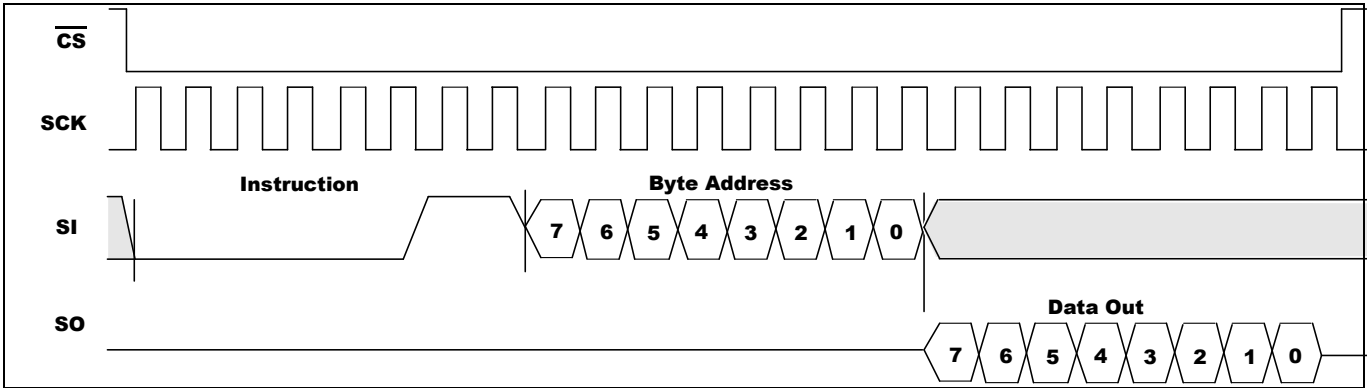 CS
SCK
Instruction
Byte Address
SI
7 6 5 4 3 2 1 0
Data Out
SO
7 6 5 4 3 2 1 0